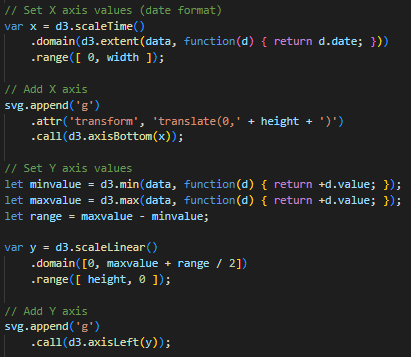 // Set X axis values (date format)
var x = d3.scaleTime()
    .domain(d3.extent(data, function(d) { return d.date; }))
    .range([ 0, width ]);

// Add X axis
svg.append('g')
    .attr('transform', 'translate(0,' + height + ')')
    .call(d3.axisBottom(x));

// Set Y axis values
let minvalue = d3.min(data, function(d) { return +d.value; });
let maxvalue = d3.max(data, function(d) { return +d.value; });
let range = maxvalue - minvalue;

var y = d3.scaleLinear()
    .domain([0, maxvalue + range / 2])
    .range([ height, 0 ]);

// Add Y axis
svg.append('g')
    .call(d3.axisLeft(y));